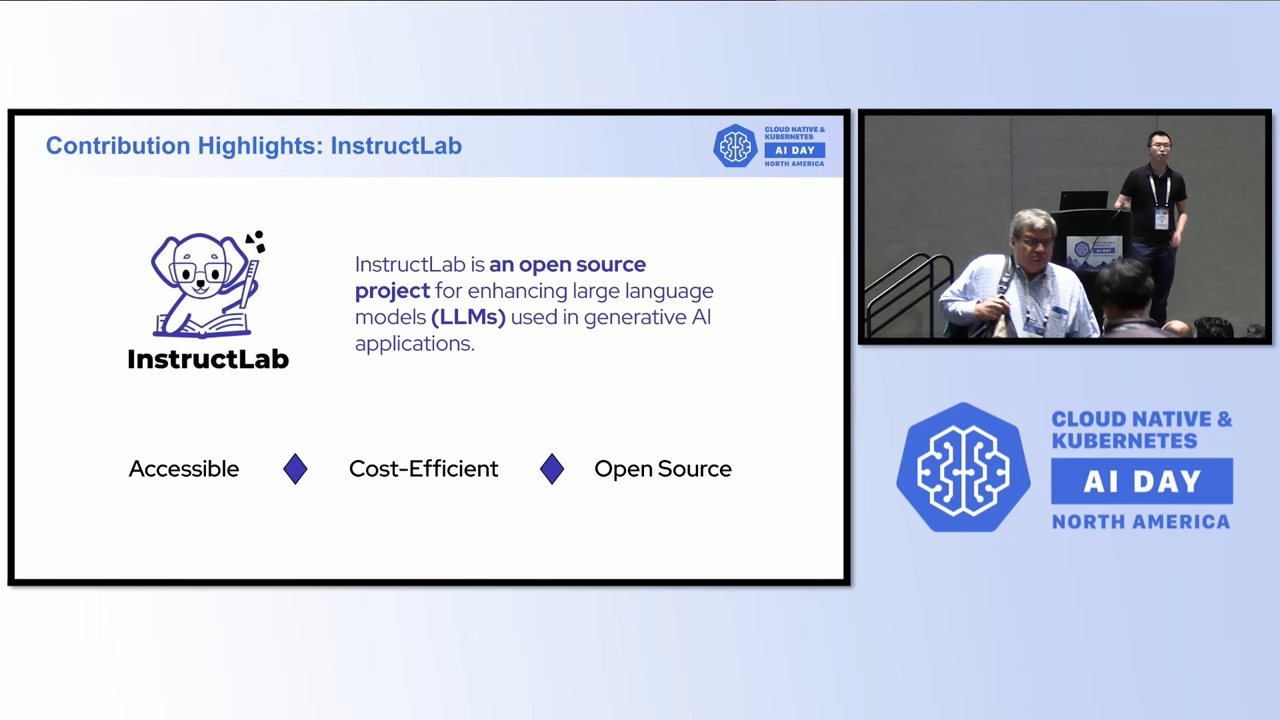 Contribution Highlights: InstructLab
CLOUD NATIVE &
KUBERNETES
AI DAY
NORTH AMERICA
InstructLab is an open source
project for enhancing large language
models (LLMs) used in generative AI
applications.
InstructLab
Accessible
Cost-Efficient
Open Source
AI DAY
CLOUD NATIVE &
KUBERNETES
AI DAY
NORTH AMERICA